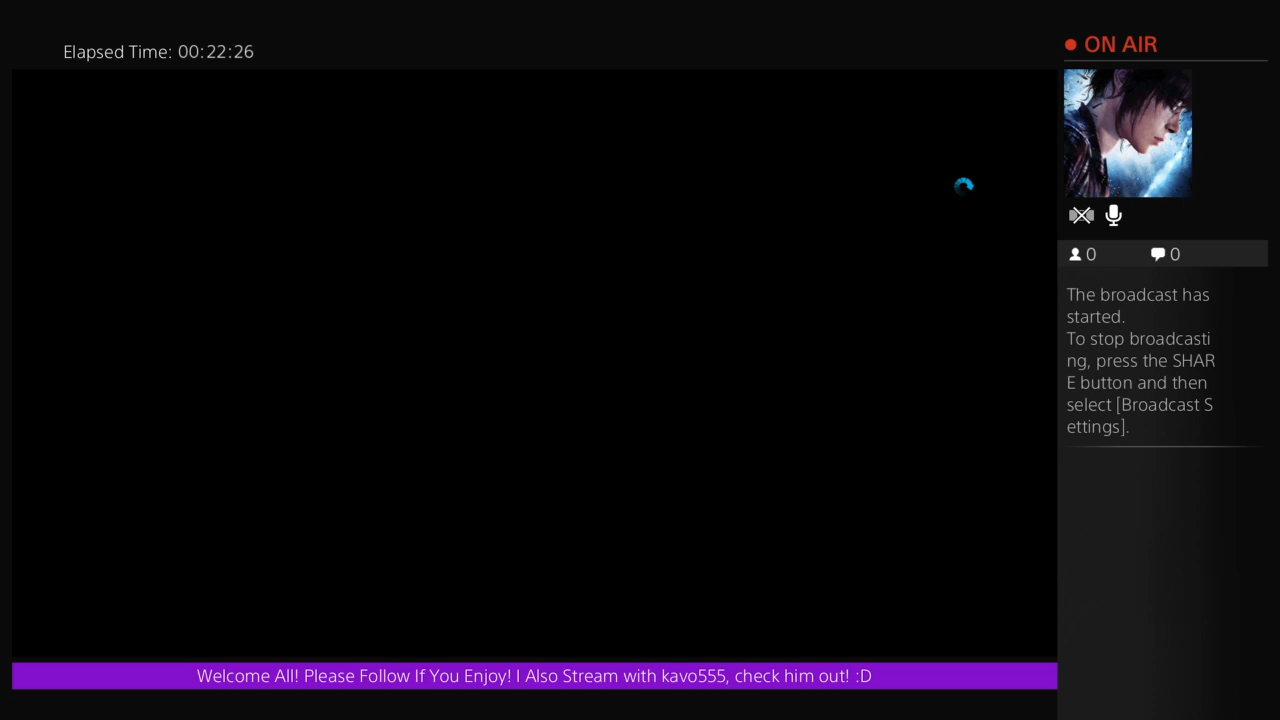 Elapsed Time: 00:22:26
ON AIR
0 0
The broadcast has
started.
To stop broadcasti
ng, press the SHAR
E button and then
select [Broadcast S
ettings].
Welcome All! Please Follow If You Enjoy! I Also Stream with kavo555, check him out! :D